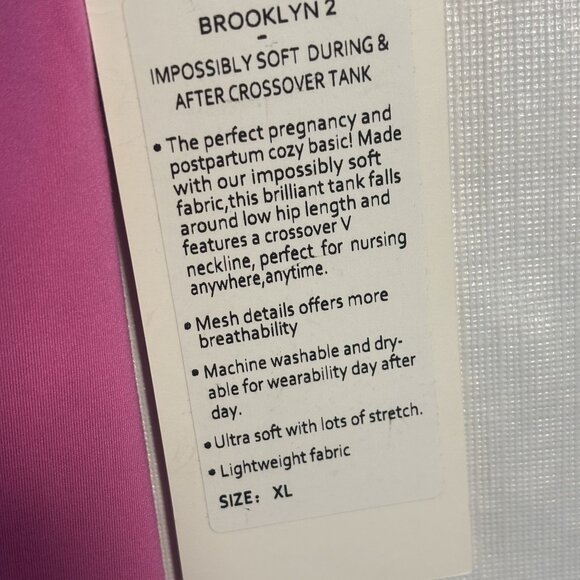 BROOKLYN 2
-
IMPOSSIBLY SOFT DURING &
AFTER CROSSOVER TANK
• The perfect pregnancy and
postpartum cozy basic! Made
with our impossibly soft
fabric,this brilliant tank falls
around low hip length and
features a crossover V
neckline, perfect for nursing
anywhere,anytime.
• Mesh details offers more
breathability
• Machine washable and dry-
able for wearability day after
day.
• Ultra soft with lots of stretch.
• Lightweight fabric
SIZE: XL